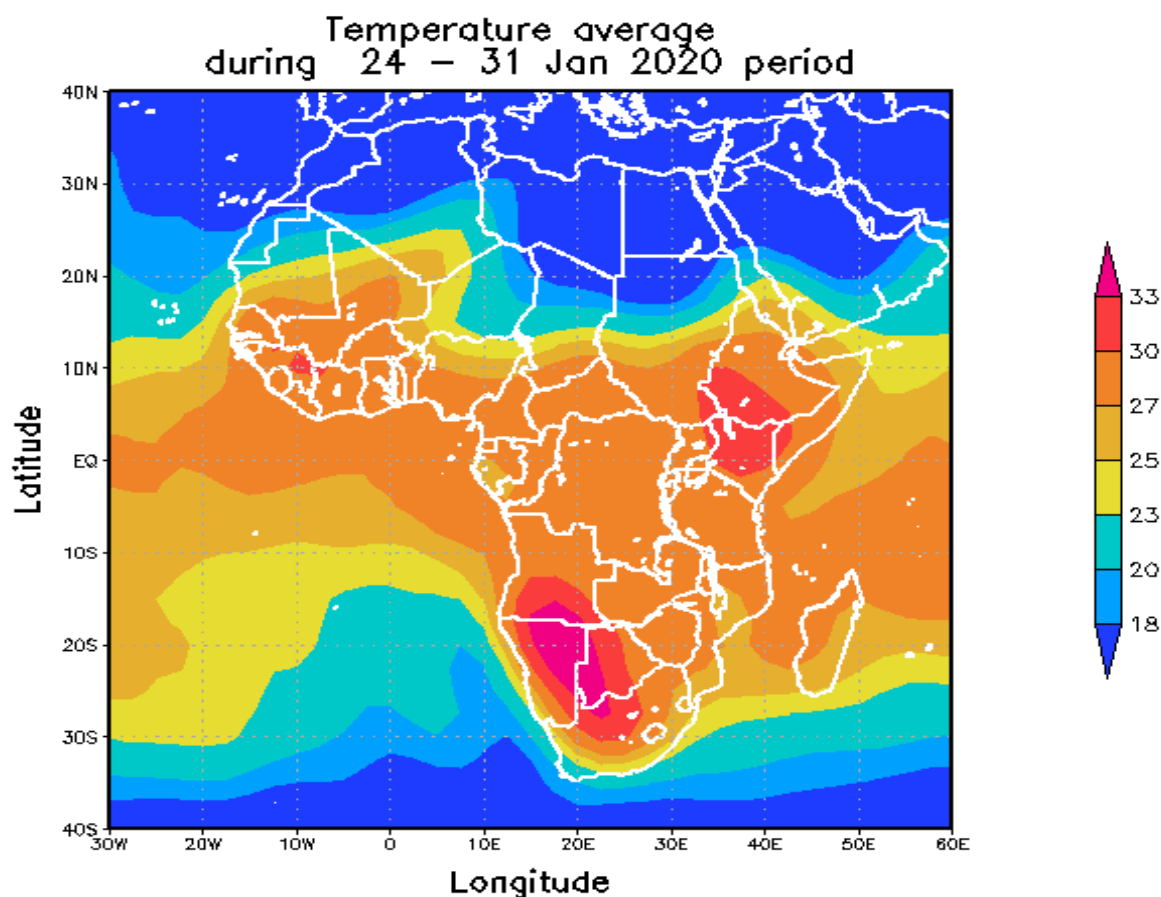 Temperature average
during 24 – 31 Jan 2020 period
40N
30N
20N
10N
EQ
10S
20S
30S
40S
Latitude
30W 20W 10W 0 10E 20E 30E 40E 50E 60E
Longitude
33
30
27
25
23
20
18